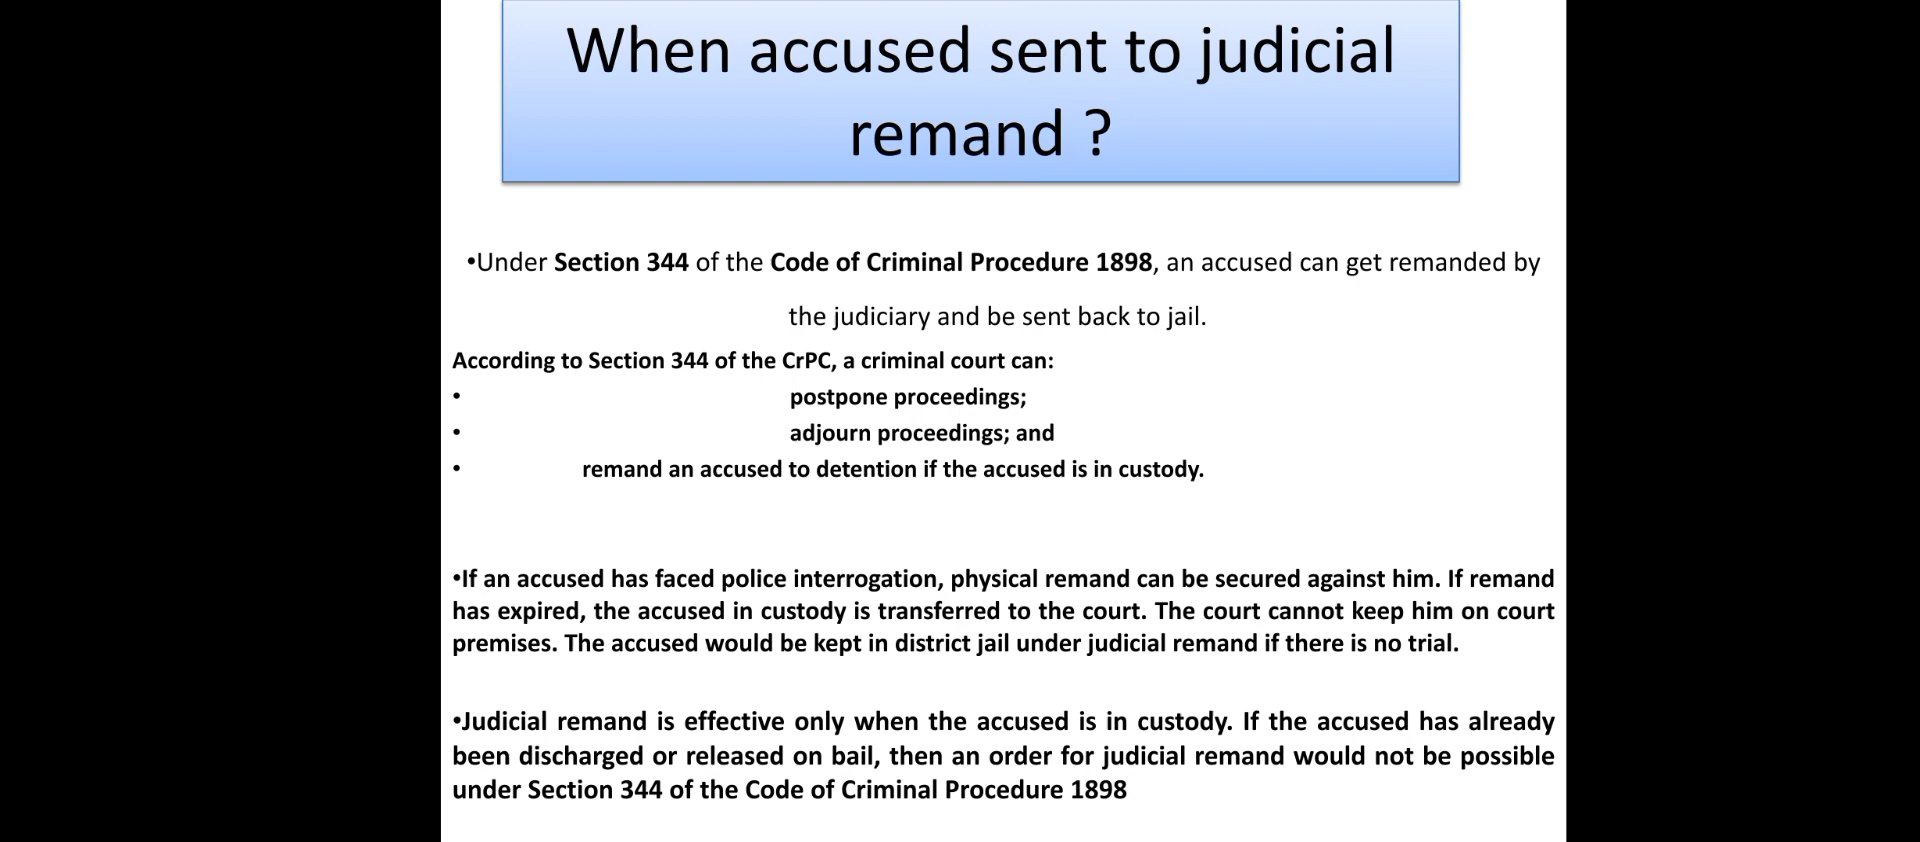 When accused sent to judicial
remand ?
•Under Section 344 of the Code of Criminal Procedure 1898, an accused can get remanded by
the judiciary and be sent back to jail.
According to Section 344 of the CrPC, a criminal court can:
• postpone proceedings;
• adjourn proceedings; and
• remand an accused to detention if the accused is in custody.
•If an accused has faced police interrogation, physical remand can be secured against him. If remand
has expired, the accused in custody is transferred to the court. The court cannot keep him on court
premises. The accused would be kept in district jail under judicial remand if there is no trial.
•Judicial remand is effective only when the accused is in custody. If the accused has already
been discharged or released on bail, then an order for judicial remand would not be possible
under Section 344 of the Code of Criminal Procedure 1898